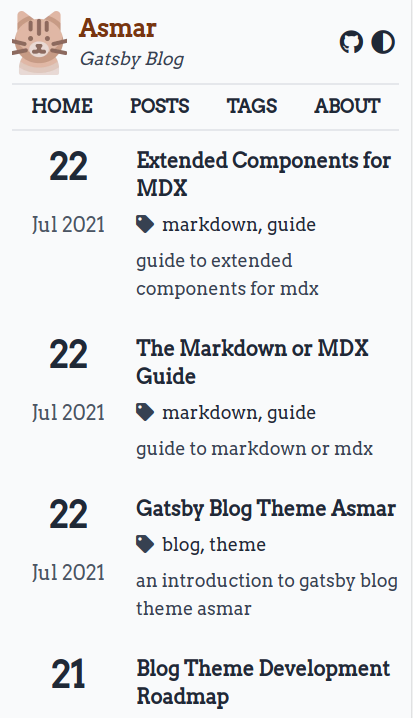 Asmar
Gatsby Blog
HOME POSTS TAGS ABOUT
22
Jul 2021
Extended Components for
MDX
markdown, guide
guide to extended
components for mdx
22
Jul 2021
The Markdown or MDX
Guide
markdown, guide
guide to markdown or mdx
22
Jul 2021
Gatsby Blog Theme Asmar
blog, theme
an introduction to gatsby blog
theme asmar
21
Blog Theme Development
Roadmap